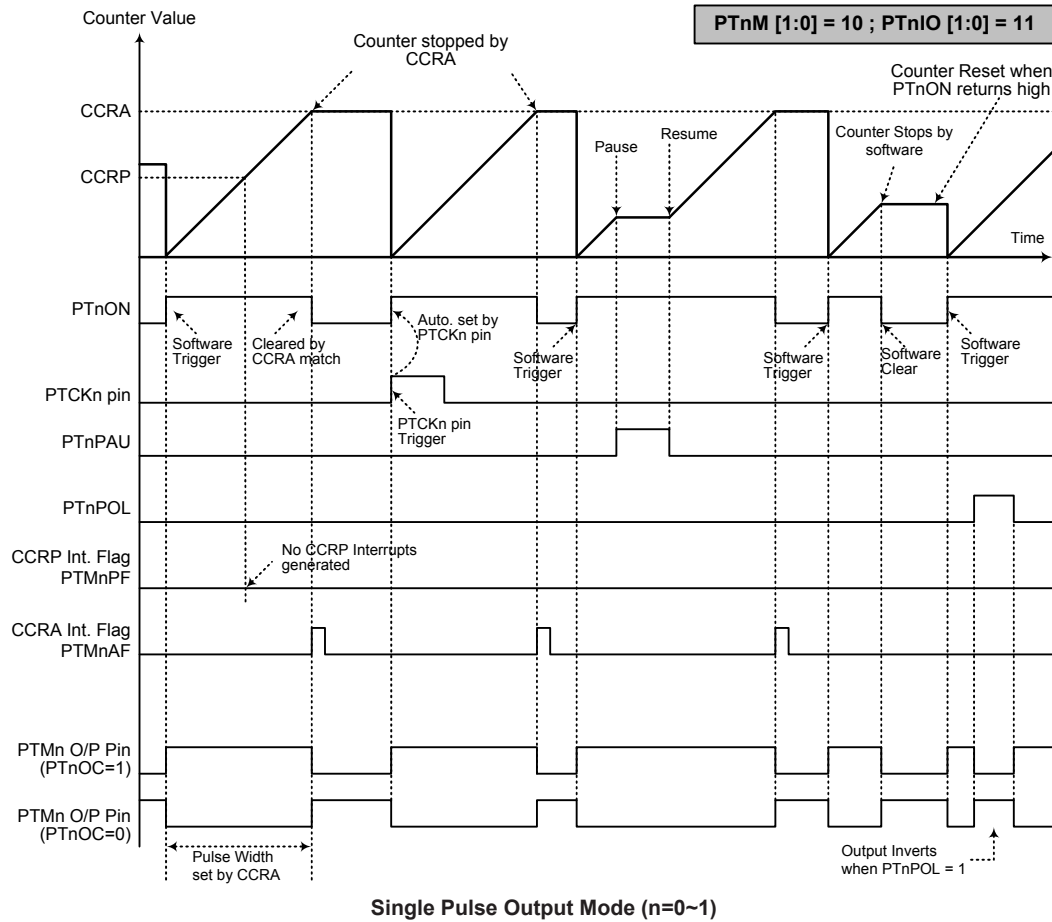 Counter Value
PTnM [1:0] = 10 ; PTnIO [1:0] = 11
Counter stopped by
CCRA
Counter Reset when
PTnON returns high
CCRA
Pause
Resume
Counter Stops by
software
CCRP
Time
PTnON
Software
Trigger
Cleared by
CCRA match
Auto. set by
PTCKn pin
Software
Trigger
Software
Trigger
Software
Clear
Software
Trigger
PTCKn pin
PTCKn pin
Trigger
PTnPAU
PTnPOL
CCRP Int. Flag
PTMnPF
No CCRP Interrupts
generated
CCRA Int. Flag
PTMnAF
PTMn O/P Pin
(PTnOC=1)
PTMn O/P Pin
(PTnOC=0)
Pulse Width
set by CCRA
Output Inverts
when PTnPOL = 1
Single Pulse Output Mode (n=0~1)